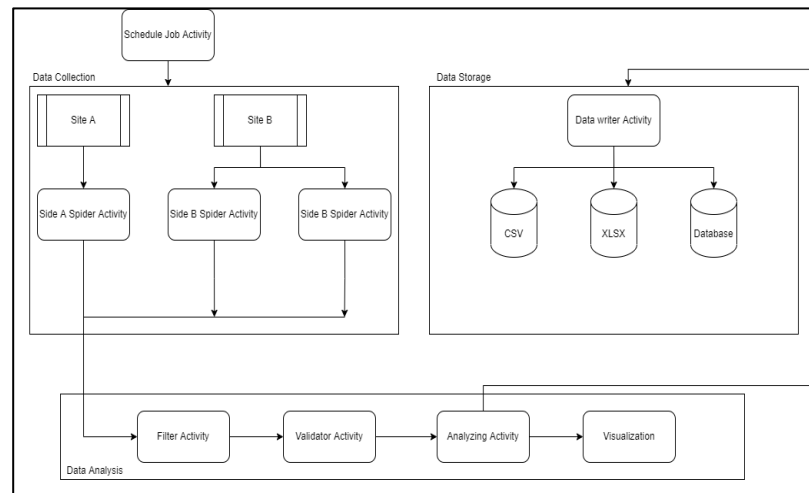 Schedule Job Activity
Data Collection
Data Storage
Site A
Site B
Data writer Activity
Side A Spider Activity
Side B Spider Activity
Side B Spider Activity
CSV
XLSX
Database
Filter Activity
Validator Activity
Analyzing Activity
Visualization
Data Analysis